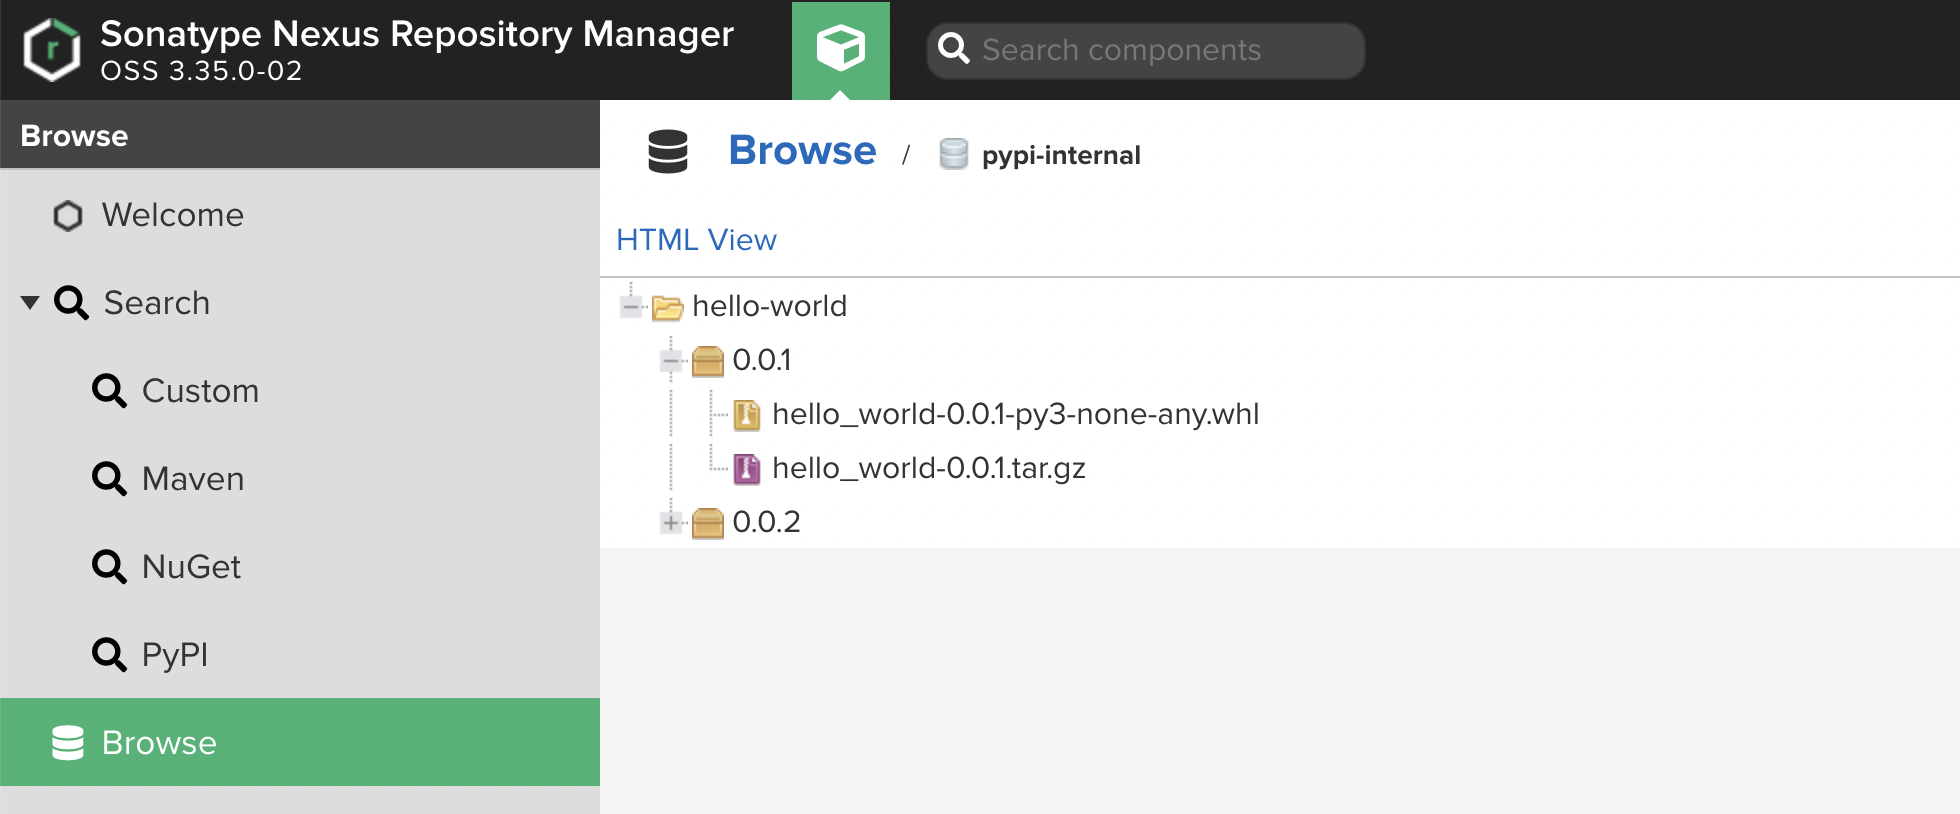 Sonatype Nexus Repository Manager
OSS 3.35.0-02
Search components
Browse
Welcome
Search
Custom
Maven
NuGet
PyPI
Browse
Browse / pypi-internal
HTML View
hello-world
0.0.1
hello_world-0.0.1-py3-none-any.whl
hello_world-0.0.1.tar.gz
0.0.2